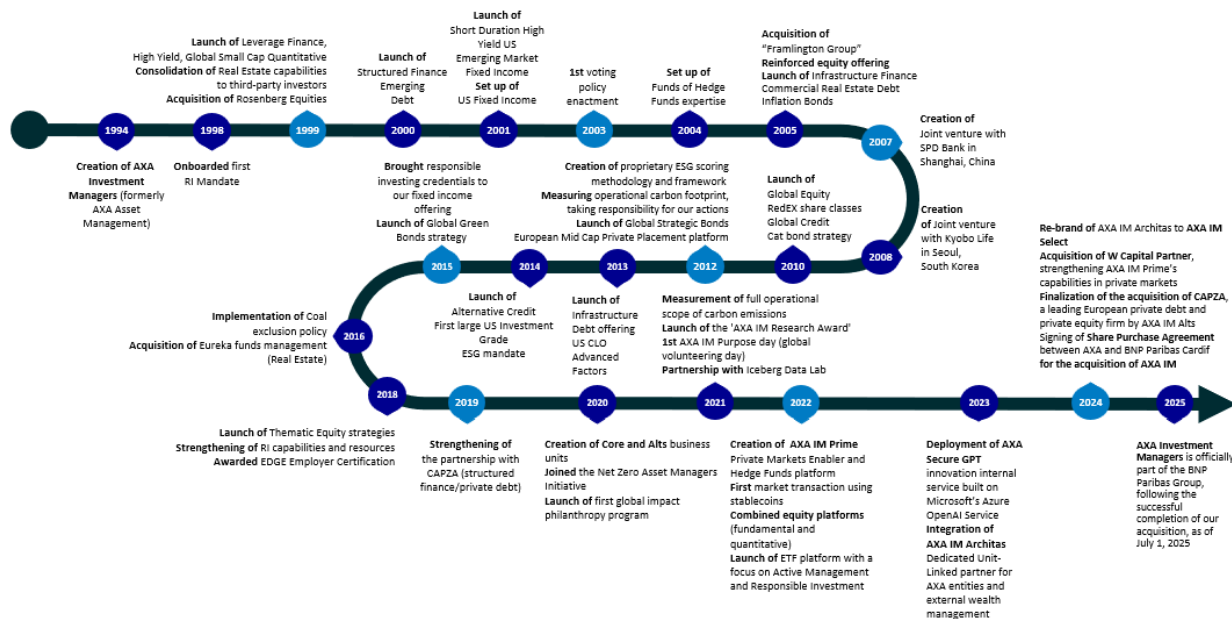 1994
Creation of AXA
Investment
Managers (formerly
AXA Asset
Management)
1998
Onboarded first
RI Mandate
Launch of Leverage Finance,
High Yield, Global Small Cap Quantitative
Consolidation of Real Estate capabilities
to third-party investors
Acquisition of Rosenberg Equities
1999
Launch of
Structured Finance
Emerging
Debt
2000
Launch of
Short Duration High
Yield US
Emerging Market
Fixed Income
Set up of
US Fixed Income
2001
1st voting
policy
enactment
2003
Set up of
Funds of Hedge
Funds expertise
2004
Acquisition of
“Framlington Group”
Reinforced equity offering
Launch of Infrastructure Finance
Commercial Real Estate Debt
Inflation Bonds
2005
2007
Creation of
Joint venture with
SPD Bank in
Shanghai, China
2008
Creation
of Joint venture
with Kyobo Life
in Seoul,
South Korea
Launch of
Global Equity
RedEX share classes
Global Credit
Cat bond strategy
2010
Creation of proprietary ESG scoring
methodology and framework
Measuring operational carbon footprint,
taking responsibility for our actions
Launch of Global Strategic Bonds
European Mid Cap Private Placement platform
2012
2013
Launch of
Infrastructure
Debt offering
US CLO
Advanced
Factors
2014
Launch of
Alternative Credit
First large US Investment
Grade
ESG mandate
Brought responsible
investing credentials to
our fixed income
offering
Launch of Global Green
Bonds strategy
2015
Implementation of Coal
exclusion policy
Acquisition of Eureka funds management
(Real Estate)
2016
2018
Launch of Thematic Equity strategies
Strengthening of RI capabilities and resources
Awarded EDGE Employer Certification
2019
Strengthening of
the partnership with
CAPZA (structured
finance/private debt)
2020
Creation of Core and Alts business
units
Joined the Net Zero Asset Managers
Initiative
Launch of first global impact
philanthropy program
Measurement of full operational
scope of carbon emissions
Launch of the 'AXA IM Research Award'
1st AXA IM Purpose day (global
volunteering day)
Partnership with Iceberg Data Lab
2021
2022
Creation of AXA IM Prime
Private Markets Enabler and
Hedge Funds platform
First market transaction using
stablecoins
Combined equity platforms
(fundamental and
quantitative)
Launch of ETF platform with a
focus on Active Management
and Responsible Investment
2023
Deployment of AXA
Secure GPT
innovation internal
service built on
Microsoft's Azure
OpenAI Service
Integration of
AXA IM Architas
Dedicated Unit-
Linked partner for
AXA entities and
external wealth
management
Re-brand of AXA IM Architas to AXA IM
Select
Acquisition of W Capital Partner,
strengthening AXA IM Prime's
capabilities in private markets
Finalization of the acquisition of CAPZA,
a leading European private debt and
private equity firm by AXA IM Alts
Signing of Share Purchase Agreement
between AXA and BNP Paribas Cardif
for the acquisition of AXA IM
2024
2025
AXA Investment
Managers is officially
part of the BNP
Paribas Group,
following the
successful
completion of our
acquisition, as of
July 1, 2025